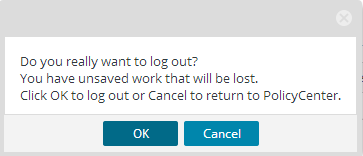 Do you really want to log out?
You have unsaved work that will be lost.
Click OK to log out or Cancel to return to PolicyCenter.
OK
Cancel